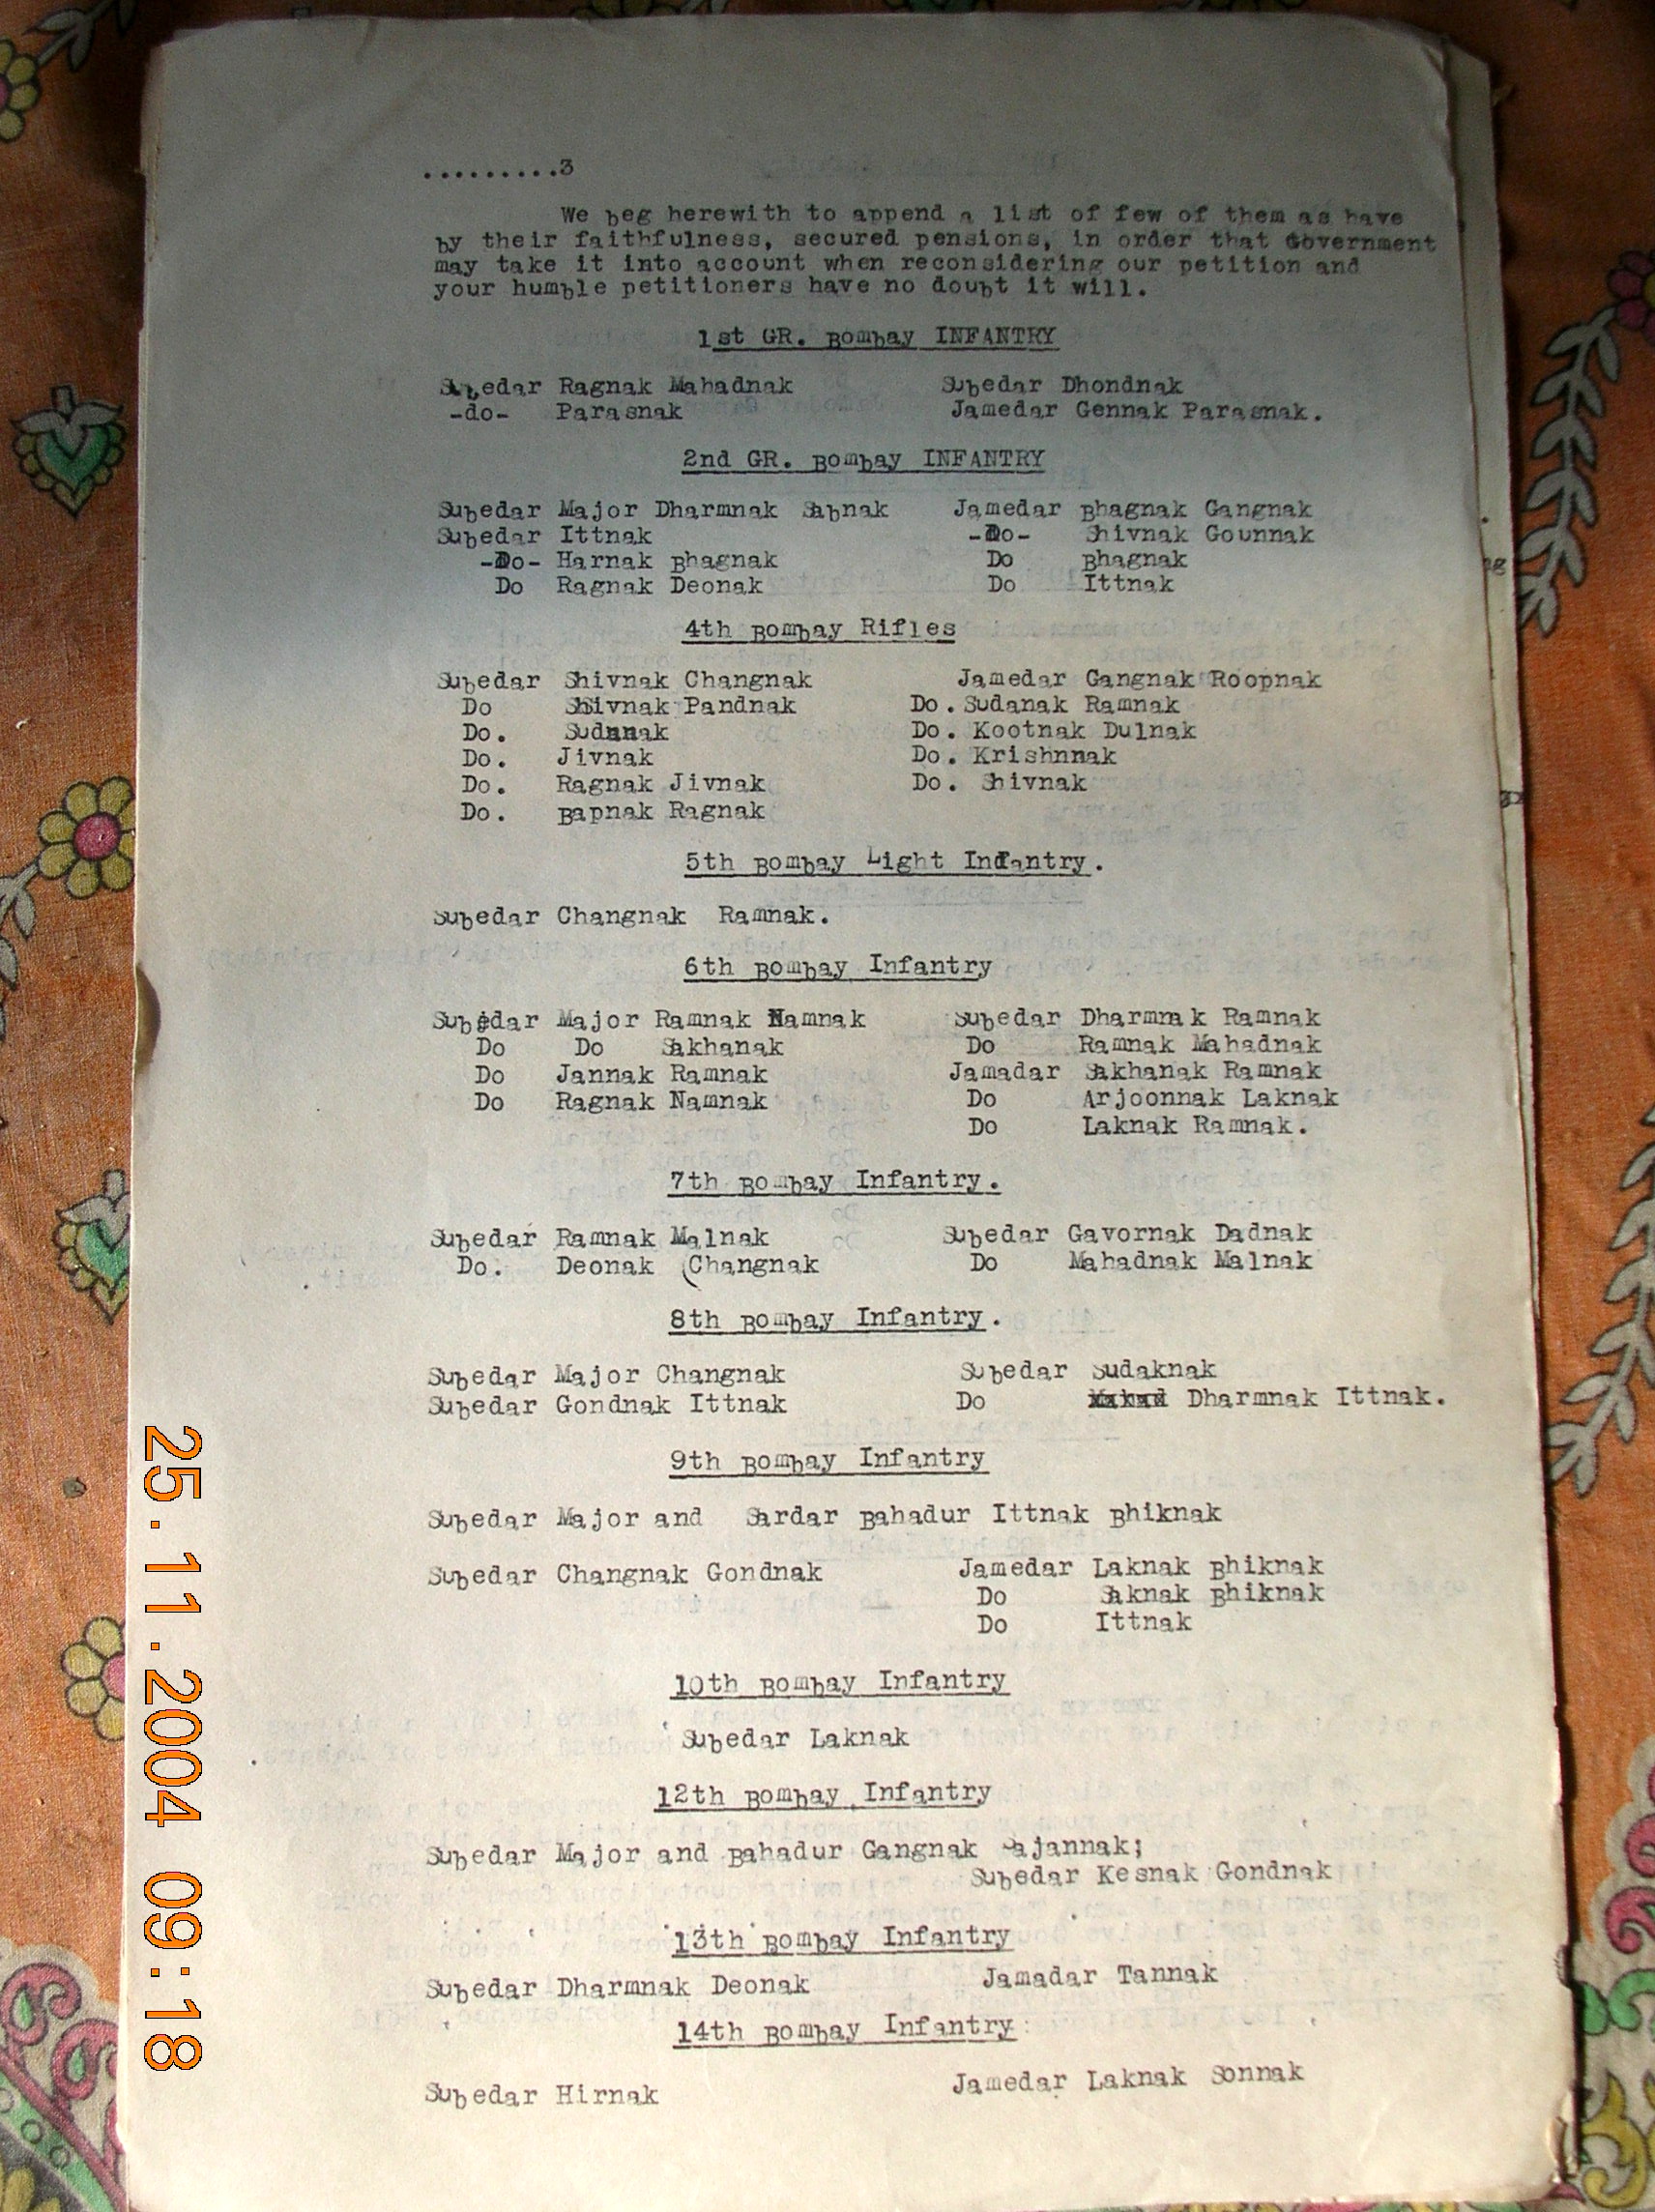 .........3
We beg herewith to append a list of few of them as have
by their faithfulness, secured pensions, in order that Government
may take it into account when reconsidering our petition and
your humble petitioners have no doubt it will.
1st GR. Bombay INFANTRY
Subedar Ragnak Mahadnak Subedar Dhondnak
-do- Parasnak Jamedar Gennak Parasnak.
2nd GR. Bombay INFANTRY
Subedar Major Dharmnak Sabnak Jamedar Bhagnak Gangnak
Subedar Ittnak -Do- Shivnak Gounnak
-Do- Harnak Bhagnak Do Bhagnak
Do Ragnak Deonak Do Ittnak
4th Bombay Rifles
Subedar Shivnak Changnak Jamedar Gangnak Roopnak
Do Shivnak Pandnak Do. Sudanak Ramnak
Do. Sudnnak Do. Kootnak Dulnak
Do. Jivnak Do. Krishnnak
Do. Ragnak Jivnak Do. Shivnak
Do. Bapnak Ragnak
5th Bombay Light Infantry.
Subedar Changnak Ramnak.
6th Bombay Infantry
Subedar Major Ramnak Namnak Subedar Dharmnak Ramnak
Do Do Sakhanak Do Ramnak Mahadnak
Do Jannak Ramnak Jamadar Sakhanak Ramnak
Do Ragnak Namnak Do Arjoonnak Laknak
Do Laknak Ramnak.
7th Bombay Infantry.
Subedar Ramnak Malnak Subedar Gavornak Dadnak
Do. Deonak (Changnak Do Mahadnak Malnak
8th Bombay Infantry.
Subedar Major Changnak Subedar Sudaknak
Subedar Gondnak Ittnak Do Dharmnak Ittnak.
9th Bombay Infantry
Subedar Major and Sardar Bahadur Ittnak Bhiknak
Subedar Changnak Gondnak Jamedar Laknak Bhiknak
Do Saknak Bhiknak
Do Ittnak
10th Bombay Infantry
Subedar Laknak
12th Bombay Infantry
Subedar Major and Bahadur Gangnak
Subedar Kesnak Gondnak
13th Bombay Infantry
Subedar Dharmnak Deonak Jamadar Tannak
14th Bombay Infantry
Subedar Hirnak Jamedar Laknak Sonnak
25.11.2004 09:18